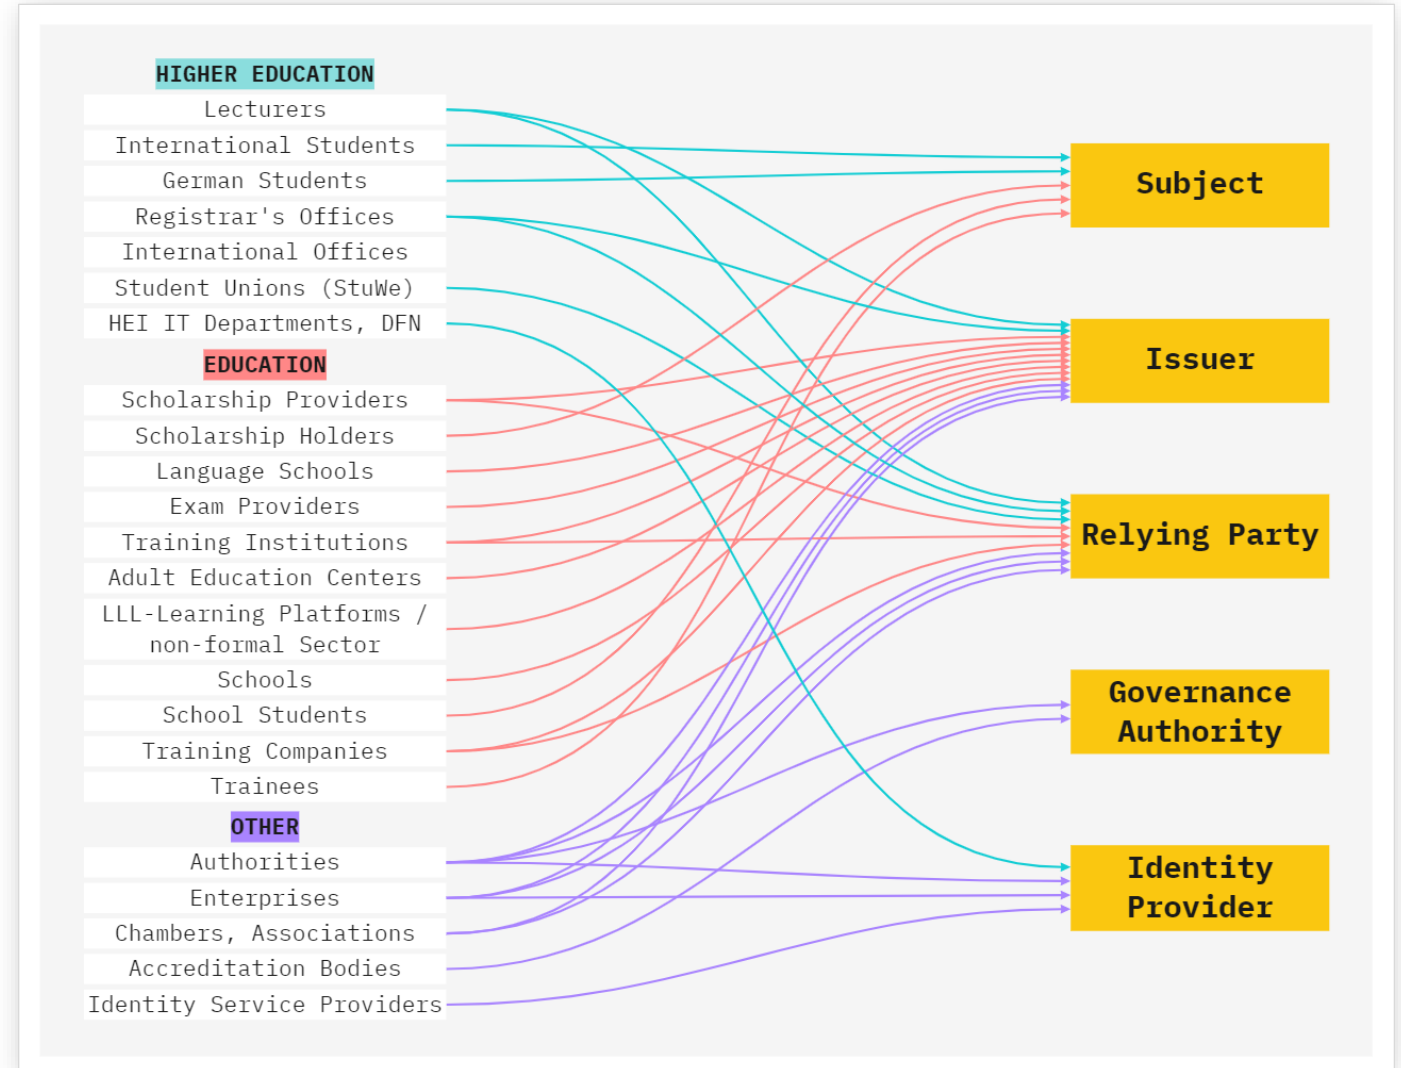 HIGHER EDUCATION
Lecturers
International Students
German Students
Registrar's Offices
International Offices
Student Unions (StuWe)
HEI IT Departments, DFN
EDUCATION
Scholarship Providers
Scholarship Holders
Language Schools
Exam Providers
Training Institutions
Adult Education Centers
LLL-Learning Platforms /
non-formal Sector
Schools
School Students
Training Companies
Trainees
OTHER
Authorities
Enterprises
Chambers, Associations
Accreditation Bodies
Identity Service Providers
Subject
Issuer
Relying Party
Governance
Authority
Identity
Provider